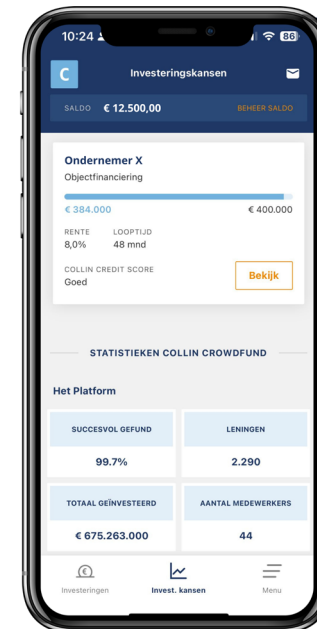 10:24
86
C
Investeringskansen
SALDO € 12.500,00 BEHEER SALDO
Ondernemer X
Objectfinanciering
€ 384.000 € 400.000
RENTE LOOPTIJD
8,0% 48 mnd
COLLIN CREDIT SCORE
Goed
Bekijk
STATISTIEKEN COLLIN CROWDFUND
Het Platform
SUCCESVOL GEFUND LENINGEN
99.7% 2.290
TOTAAL GEÏNVESTEERD AANTAL MEDEWERKERS
€ 675.263.000 44
Investeringen Invest. kansen Menu